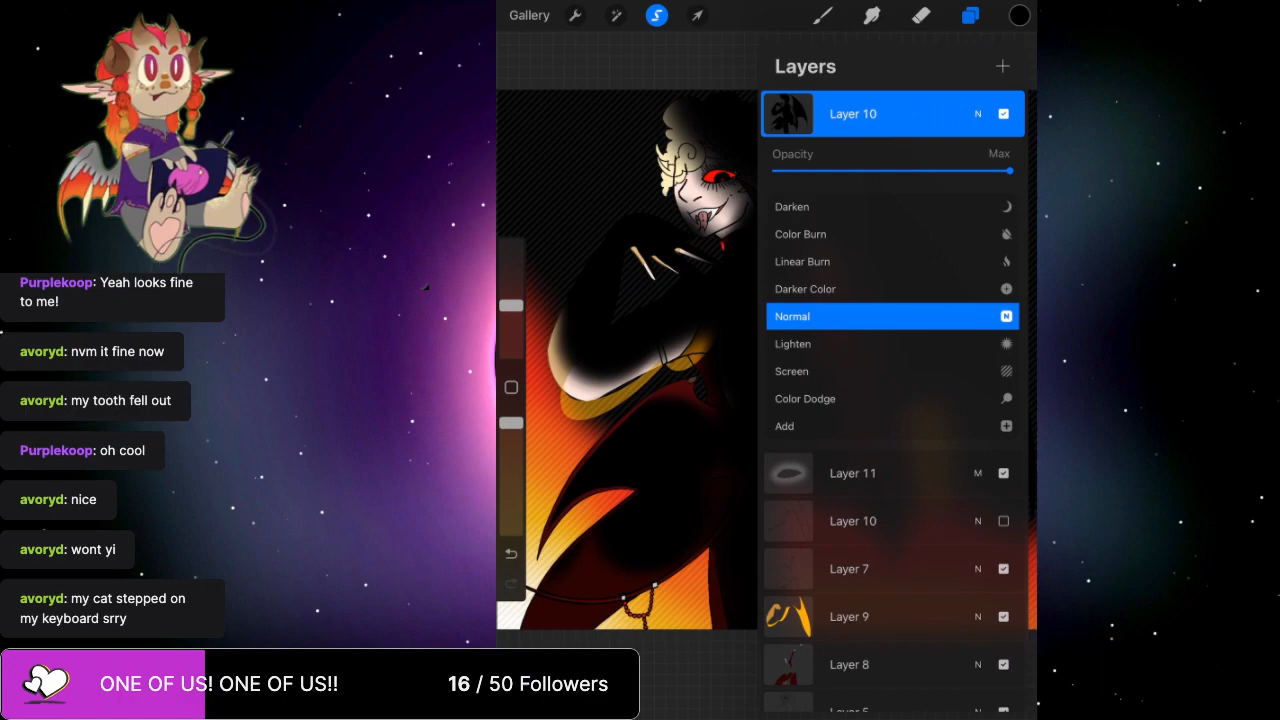 Gallery
Layers
Layer 10 N
Opacity Max
Darken
Color Burn
Linear Burn
Darker Color
Normal N
Lighten
Screen
Color Dodge
Add
Layer 11 M
Layer 10 N
Layer 7 N
Layer 9 N
Layer 8 N
Purplekoop: Yeah looks fine
to me!
avoryd: nvm it fine now
avoryd: my tooth fell out
Purplekoop: oh cool
avoryd: nice
avoryd: wont yi
avoryd: my cat stepped on
my keyboard srry
ONE OF US! ONE OF US!! 16 / 50 Followers